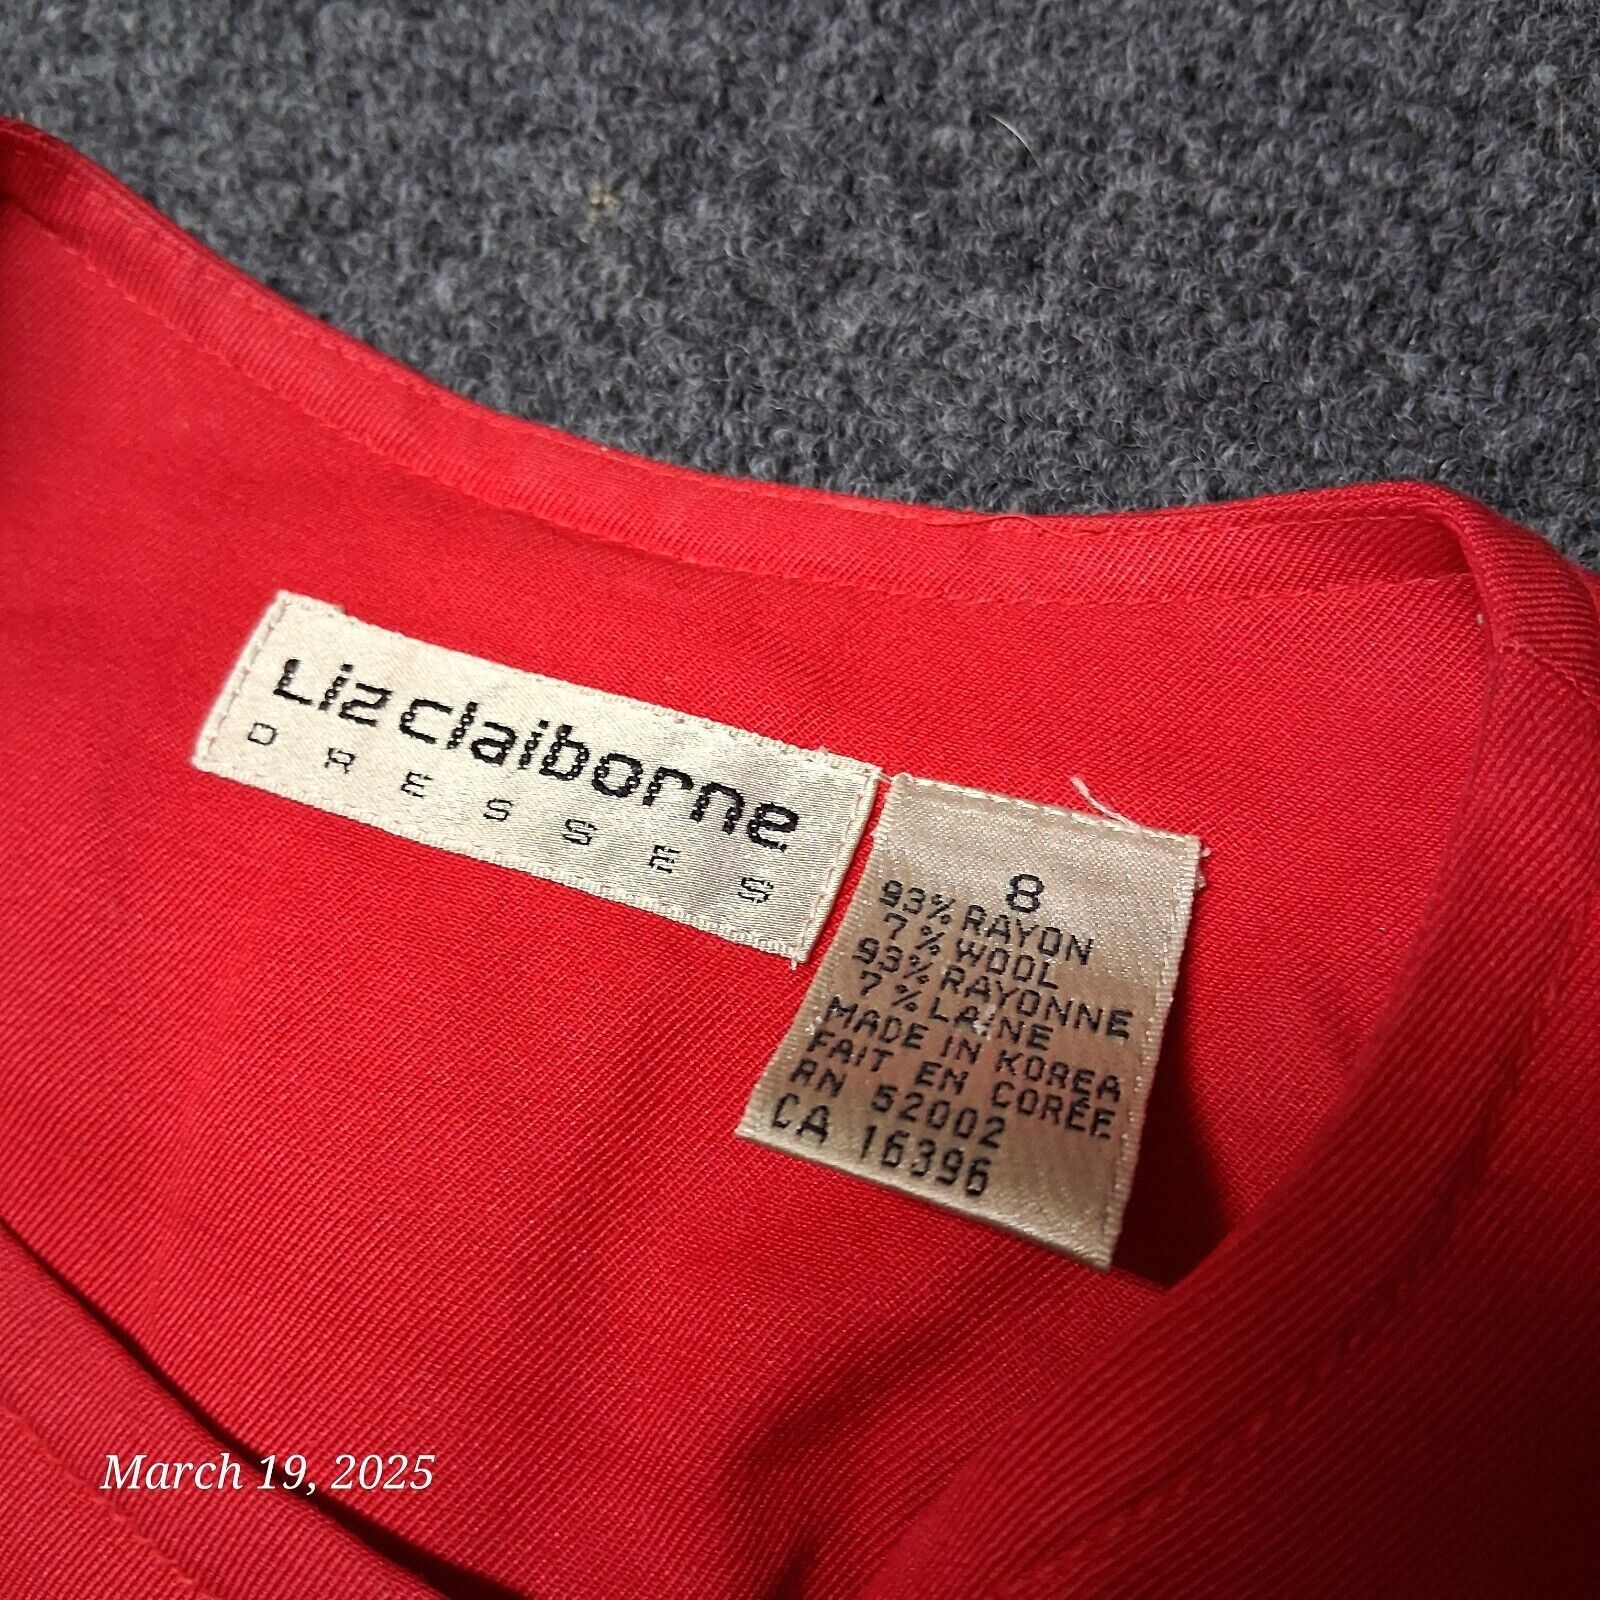 Liz claiborne
DRESSES
8
93% RAYON
7% WOOL
93% RAYONNE
7% LAINE
MADE IN KOREA
FAIT EN CORÉE
RN 52002
CA 16396
March 19, 2025